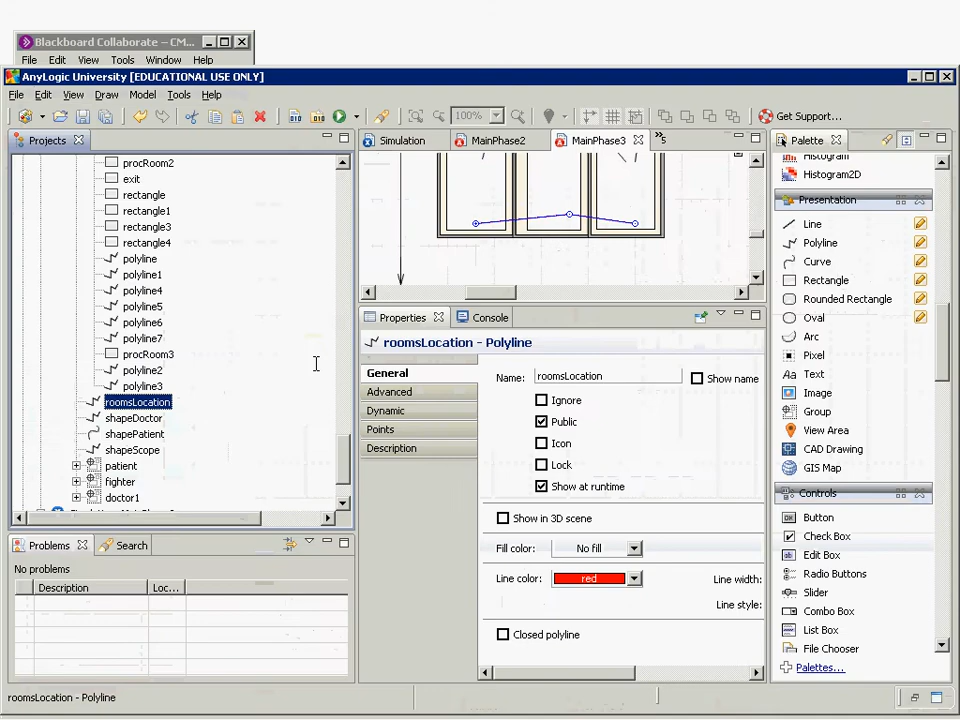 Blackboard Collaborate – CM...
File Edit View Tools Window Help
AnyLogic University [EDUCATIONAL USE ONLY]
File Edit View Draw Model Tools Help
100%
Get Support...
Projects
procRoom2
exit
rectangle
rectangle1
rectangle3
rectangle4
polyline
polyline1
polyline4
polyline5
polyline6
polyline7
procRoom3
polyline2
polyline3
roomsLocation
shapeDoctor
shapePatient
shapeScope
patient
fighter
doctor1
Problems
Search
No problems
Description
Loc...
Simulation
MainPhase2
MainPhase3
»5
Properties
Console
roomsLocation - Polyline
General
Advanced
Dynamic
Points
Description
Name:
roomsLocation
Show name
Ignore
Public
Icon
Lock
Show at runtime
Show in 3D scene
Fill color:
No fill
Line color:
red
Line width:
Line style:
Closed polyline
Palette
Histogram
Histogram2D
Presentation
Line
Polyline
Curve
Rectangle
Rounded Rectangle
Oval
Arc
Pixel
Text
Image
Group
View Area
CAD Drawing
GIS Map
Controls
Button
Check Box
Edit Box
Radio Buttons
Slider
Combo Box
List Box
File Chooser
Palettes...
roomsLocation - Polyline